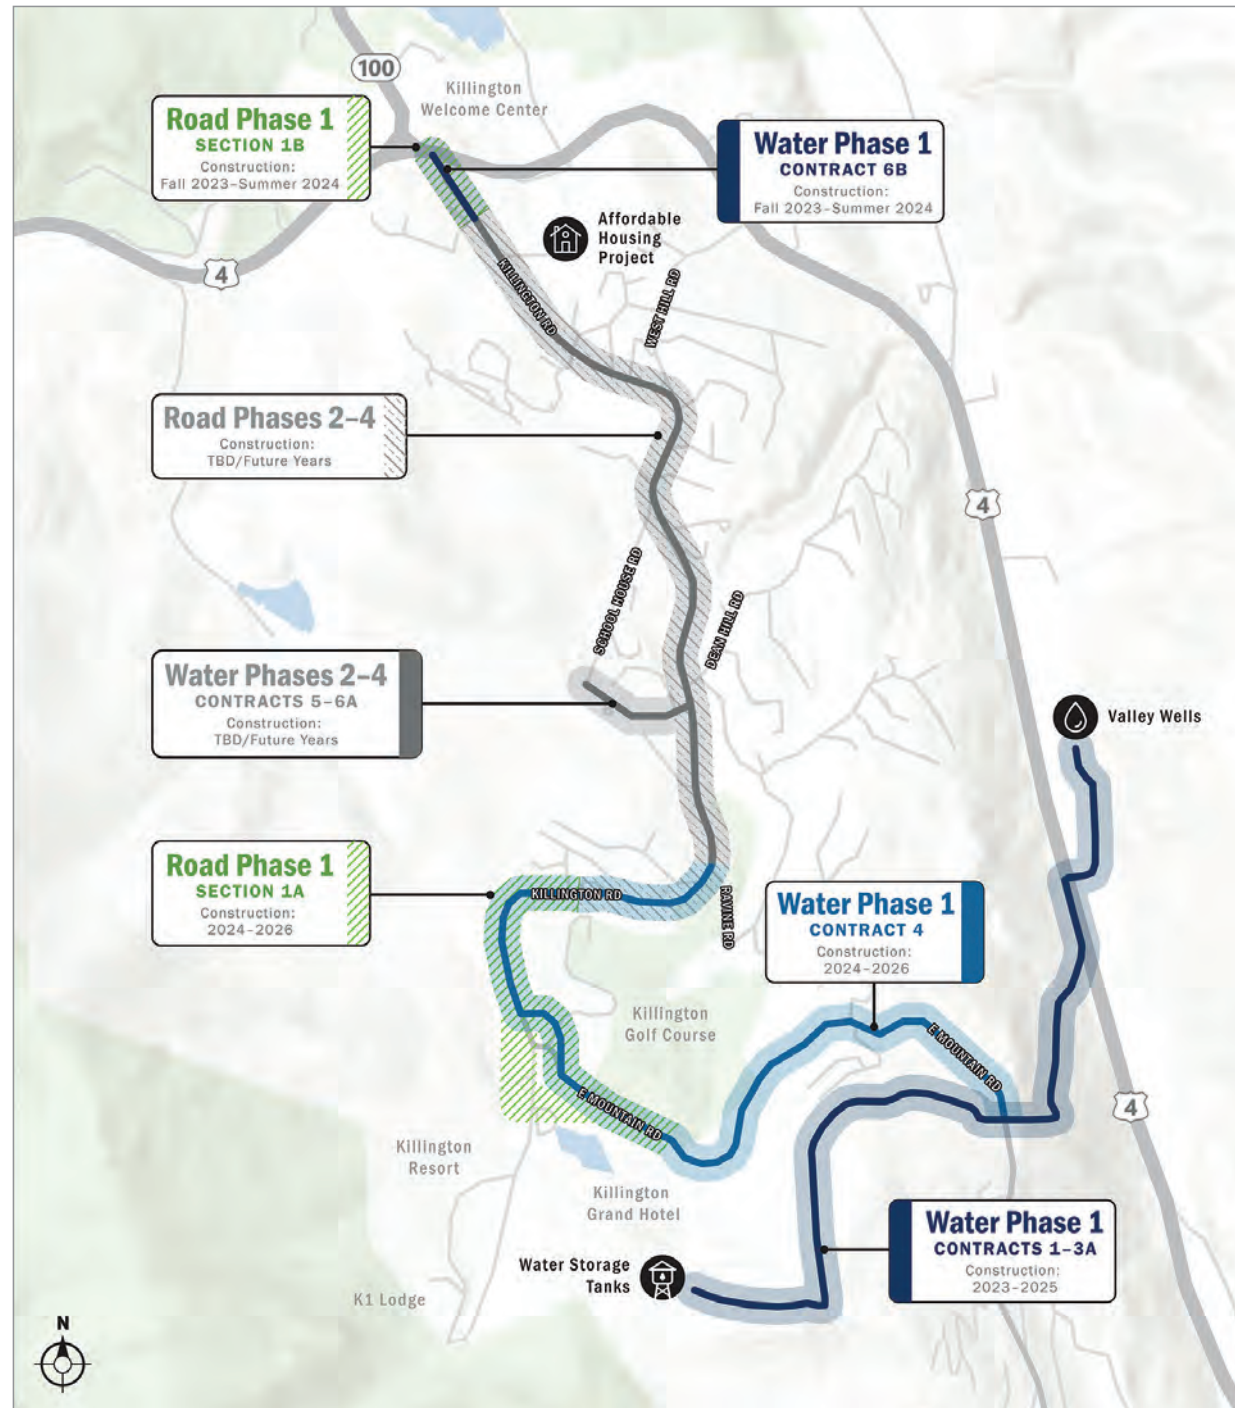 100
Killington
Welcome Center
Road Phase 1
SECTION 1B
Construction:
Fall 2023–Summer 2024
Water Phase 1
CONTRACT 6B
Construction:
Fall 2023–Summer 2024
Affordable
Housing
Project
4
KILLINGTON RD
WEST HILL RD
Road Phases 2–4
Construction:
TBD/Future Years
4
SCHOOL HOUSE RD
DEAN HILL RD
Water Phases 2–4
CONTRACTS 5–6A
Construction:
TBD/Future Years
Valley Wells
Road Phase 1
SECTION 1A
Construction:
2024–2026
KILLINGTON RD
RAVINE RD
Water Phase 1
CONTRACT 4
Construction:
2024–2026
Killington
Golf Course
E MOUNTAIN RD
E MOUNTAIN RD
4
Killington
Resort
Killington
Grand Hotel
Water Phase 1
CONTRACTS 1–3A
Construction:
2023–2025
Water Storage
Tanks
K1 Lodge
N